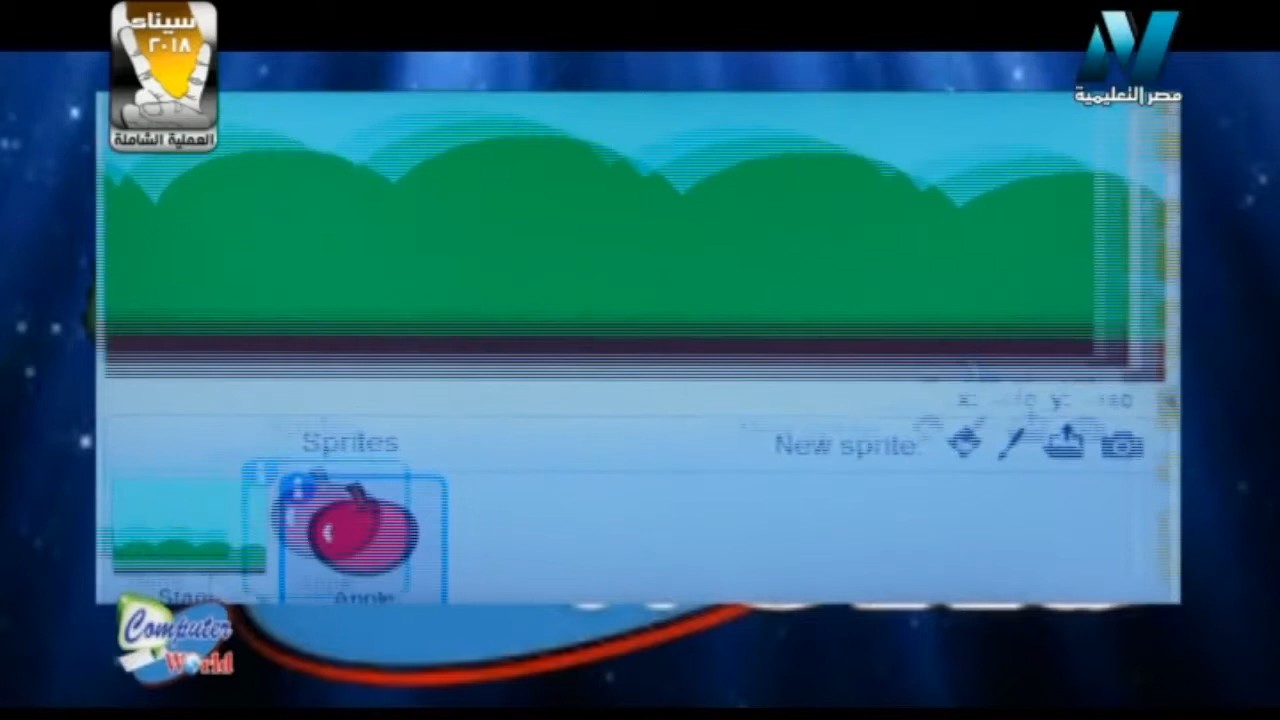 سيناء
٢٠١٨
العملية الشاملة
مصر التعليمية
Sprites
New sprite:
Apple
Computer
World